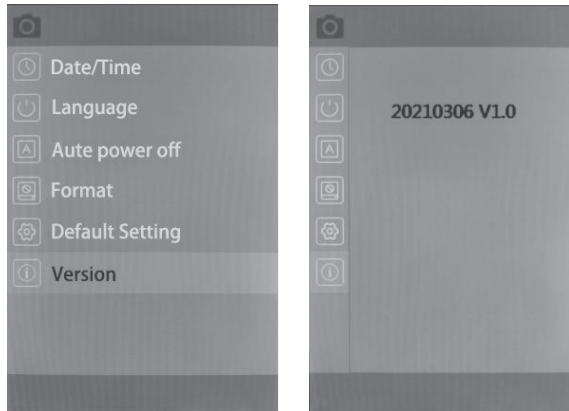 Date/Time
Language
Aute power off
Format
Default Setting
Version
20210306 V1.0